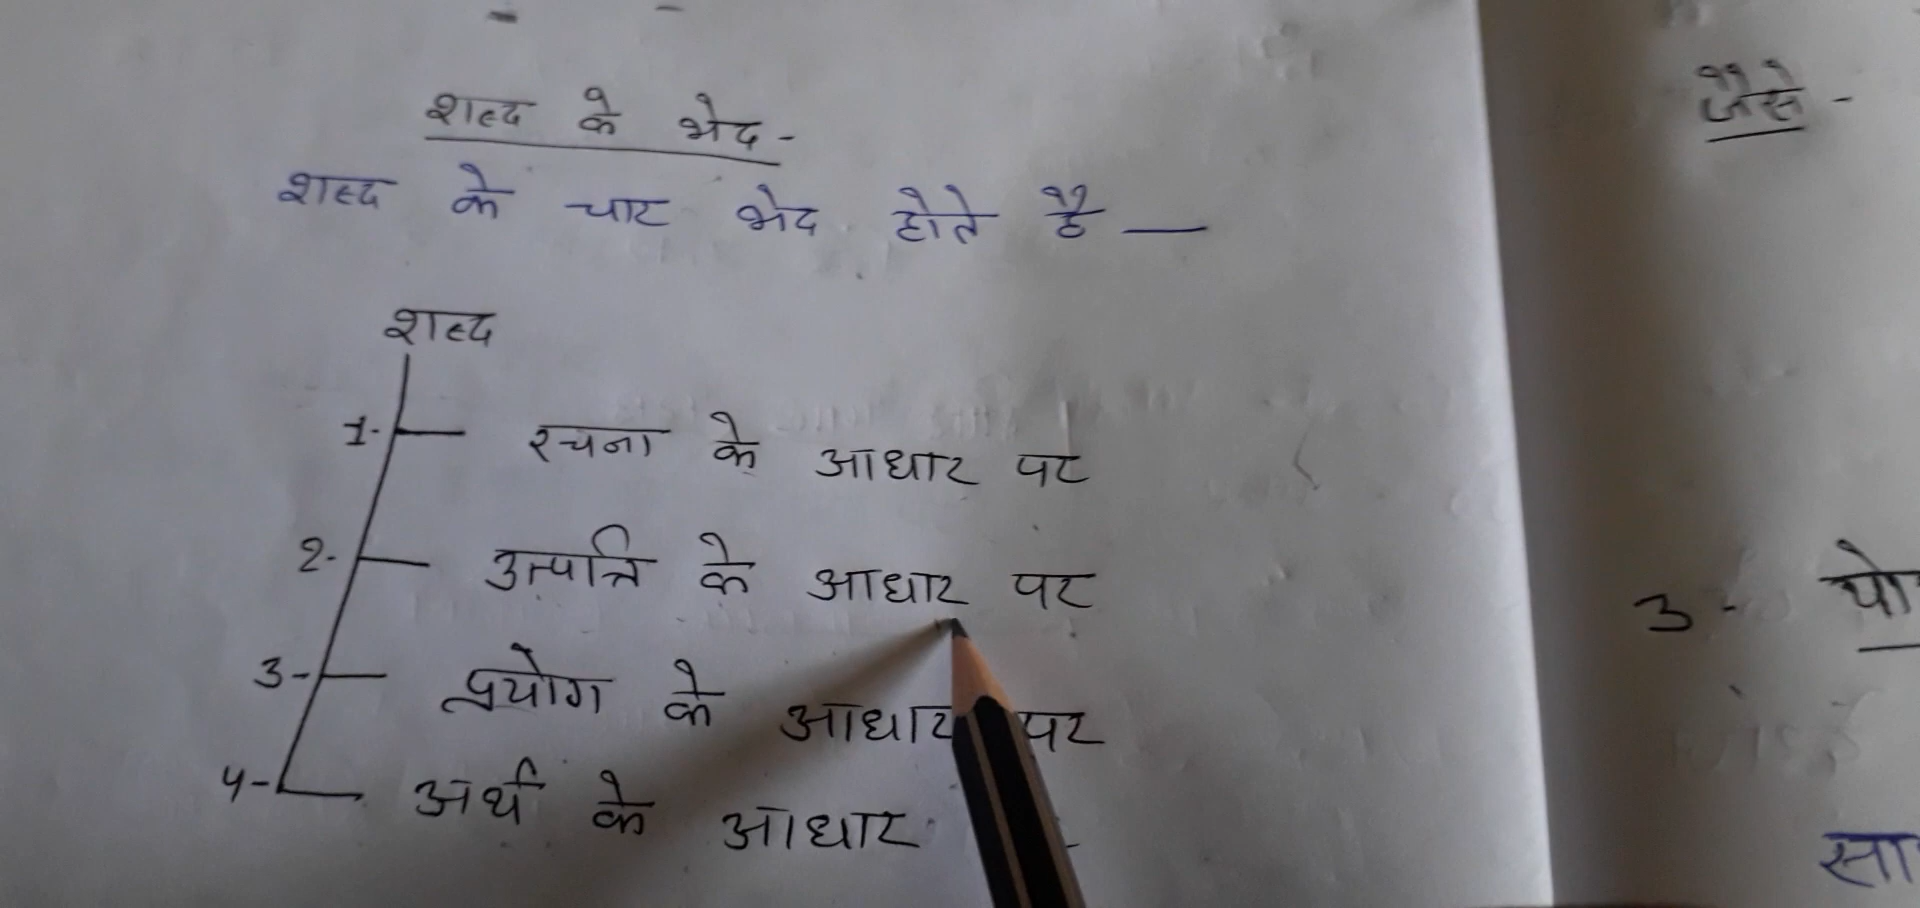 शब्द के भेद-
शब्द के चार भेद होते है —
शब्द
1- रचना के आधार पर
2- उत्पत्ति के आधार पर
3- प्रयोग के आधार पर
4- अर्थ के आधार
जैसे -
3 -